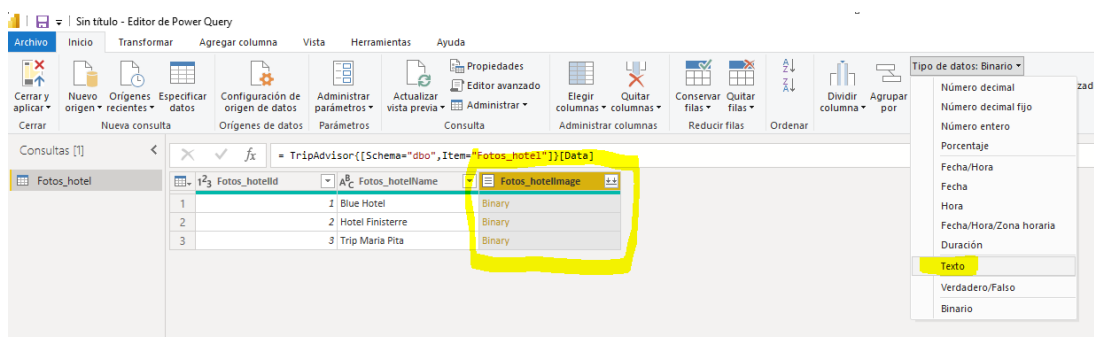 Sin título - Editor de Power Query
Archivo Inicio Transformar Agregar columna Vista Herramientas Ayuda
Cerrar y aplicar
Nuevo origen
Orígenes recientes
Especificar datos
Configuración de origen de datos
Administrar parámetros
Actualizar vista previa
Propiedades
Editor avanzado
Administrar
Elegir columnas
Quitar columnas
Conservar filas
Quitar filas
Dividir columna
Agrupar por
Tipo de datos: Binario
Cerrar Nueva consulta Orígenes de datos Parámetros Consulta Administrar columnas Reducir filas Ordenar
Número decimal
Número decimal fijo
Número entero
Porcentaje
Fecha/Hora
Fecha
Hora
Fecha/Hora/Zona horaria
Duración
Texto
Verdadero/Falso
Binario
Consultas [1]
Fotos_hotel
fx = TripAdvisor{[Schema="dbo",Item="Fotos_hotel"]}[Data]
123 Fotos_hotelId ABC Fotos_hotelName Fotos_hotelImage
1 1 Blue Hotel Binary
2 2 Hotel Finisterre Binary
3 3 Trip Maria Pita Binary